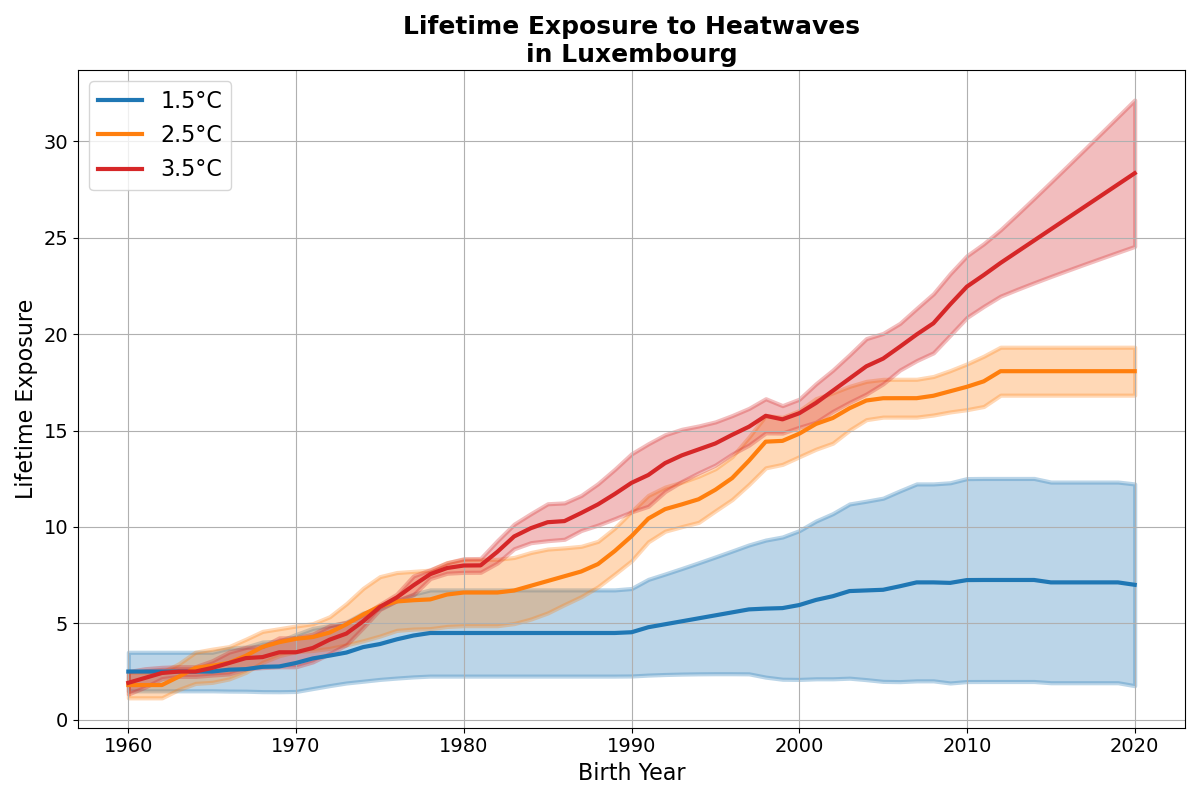 Lifetime Exposure to Heatwaves
in Luxembourg
1.5°C
2.5°C
3.5°C
Lifetime Exposure
30
25
20
15
10
5
0
1960 1970 1980 1990 2000 2010 2020
Birth Year